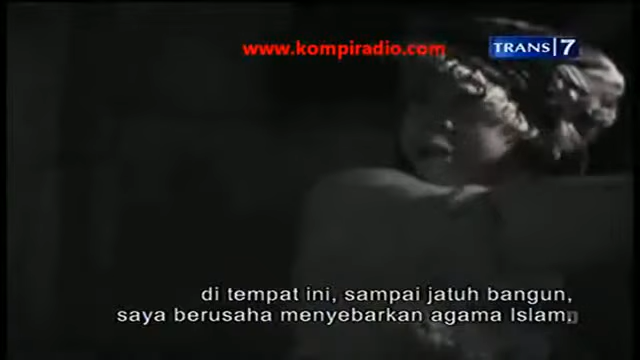 www.kompiradio.com
TRANS|7
di tempat ini, sampai jatuh bangun,
saya berusaha menyebarkan agama Islam,